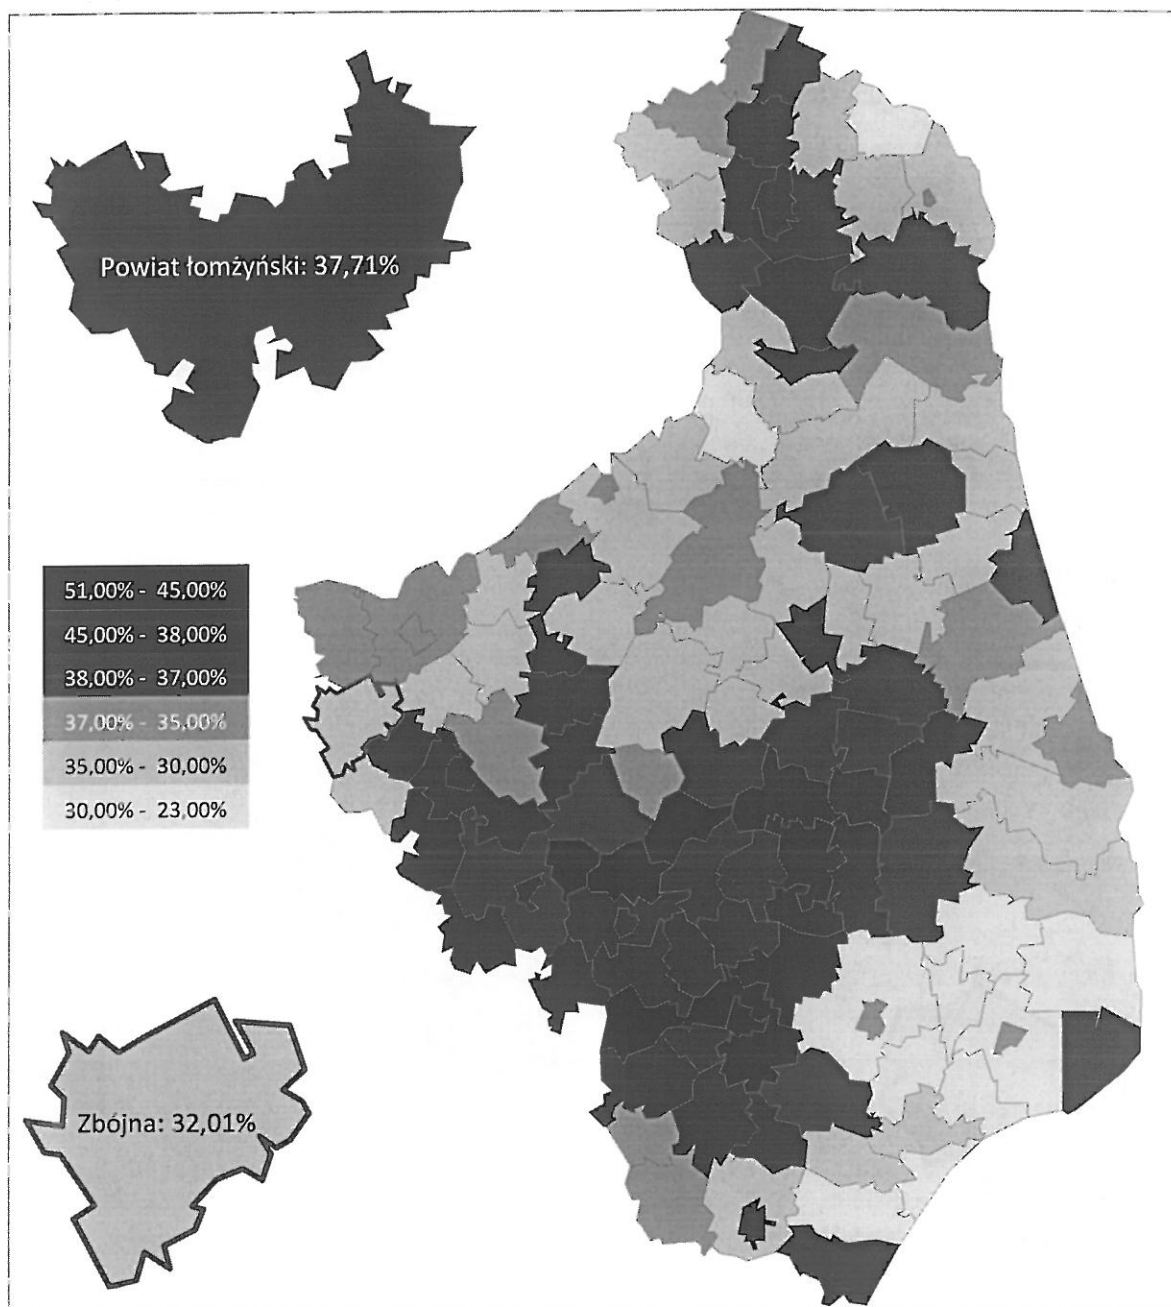 Powiat łomżyński: 37,71%
51,00% - 45,00%
45,00% - 38,00%
38,00% - 37,00%
37,00% - 35,00%
35,00% - 30,00%
30,00% - 23,00%
Zbójna: 32,01%